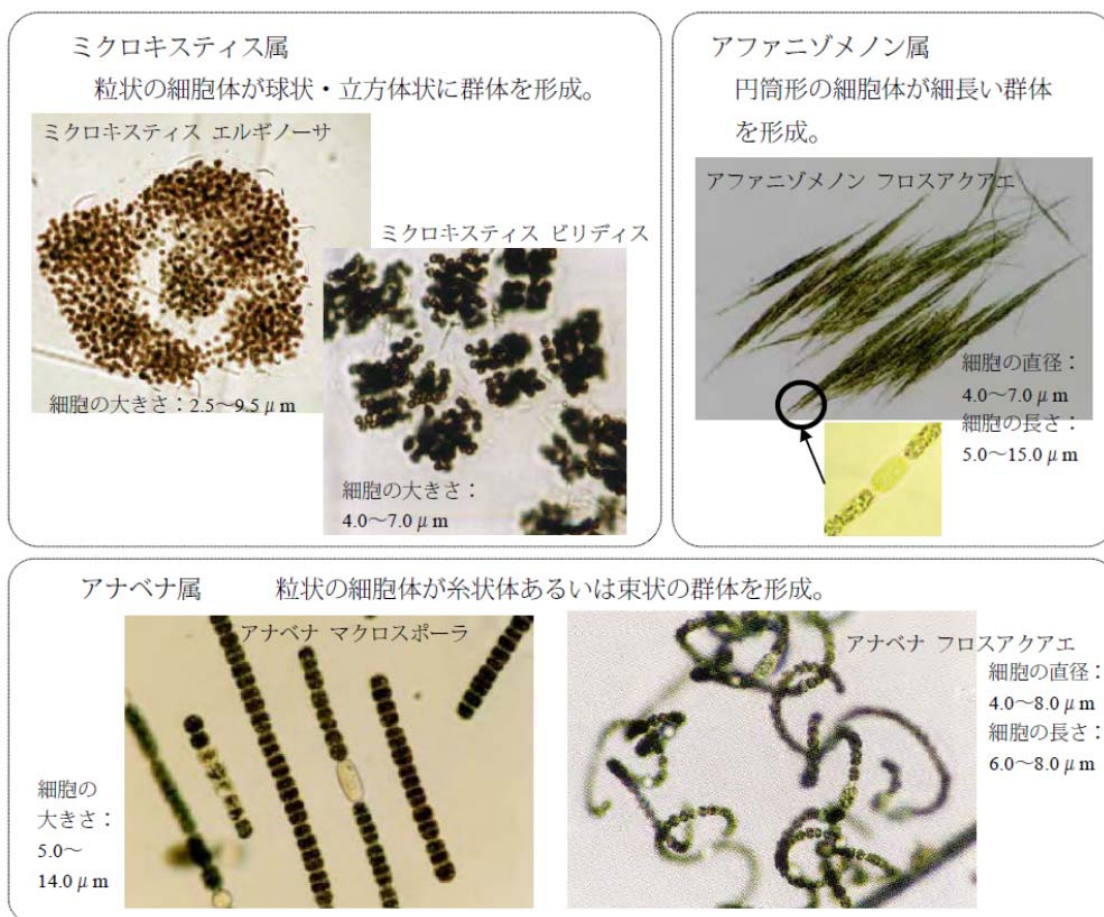 ミクロキスティス属
粒状の細胞体が球状・立方体状に群体を形成。
ミクロキスティス エルギノーサ
細胞の大きさ：2.5～9.5μm
ミクロキスティス ビリディス
細胞の大きさ：
4.0～7.0μm
アファニゾメノン属
円筒形の細胞体が細長い群体
を形成。
アファニゾメノン フロスアクアエ
細胞の直径：
4.0～7.0μm
細胞の長さ：
5.0～15.0μm
アナベナ属 粒状の細胞体が糸状体あるいは束状の群体を形成。
アナベナ マクロスポーラ
細胞の
大きさ：
5.0～
14.0μm
アナベナ フロスアクアエ
細胞の直径：
4.0～8.0μm
細胞の長さ：
6.0～8.0μm